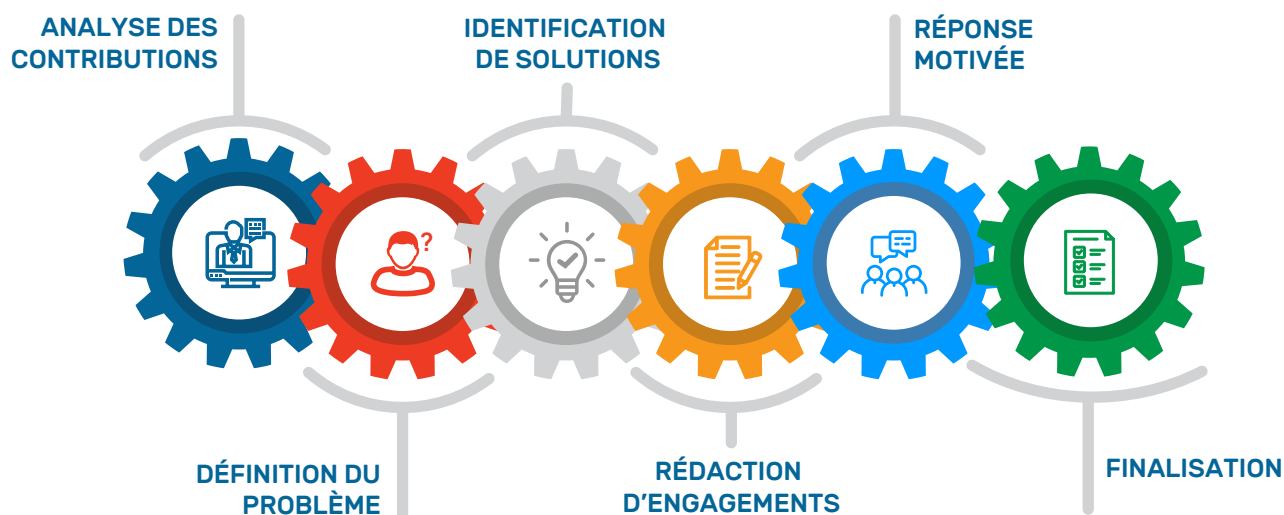 ANALYSE DES
CONTRIBUTIONS
IDENTIFICATION
DE SOLUTIONS
RÉPONSE
MOTIVÉE
?
DÉFINITION DU
PROBLÈME
RÉDACTION
D'ENGAGEMENTS
FINALISATION